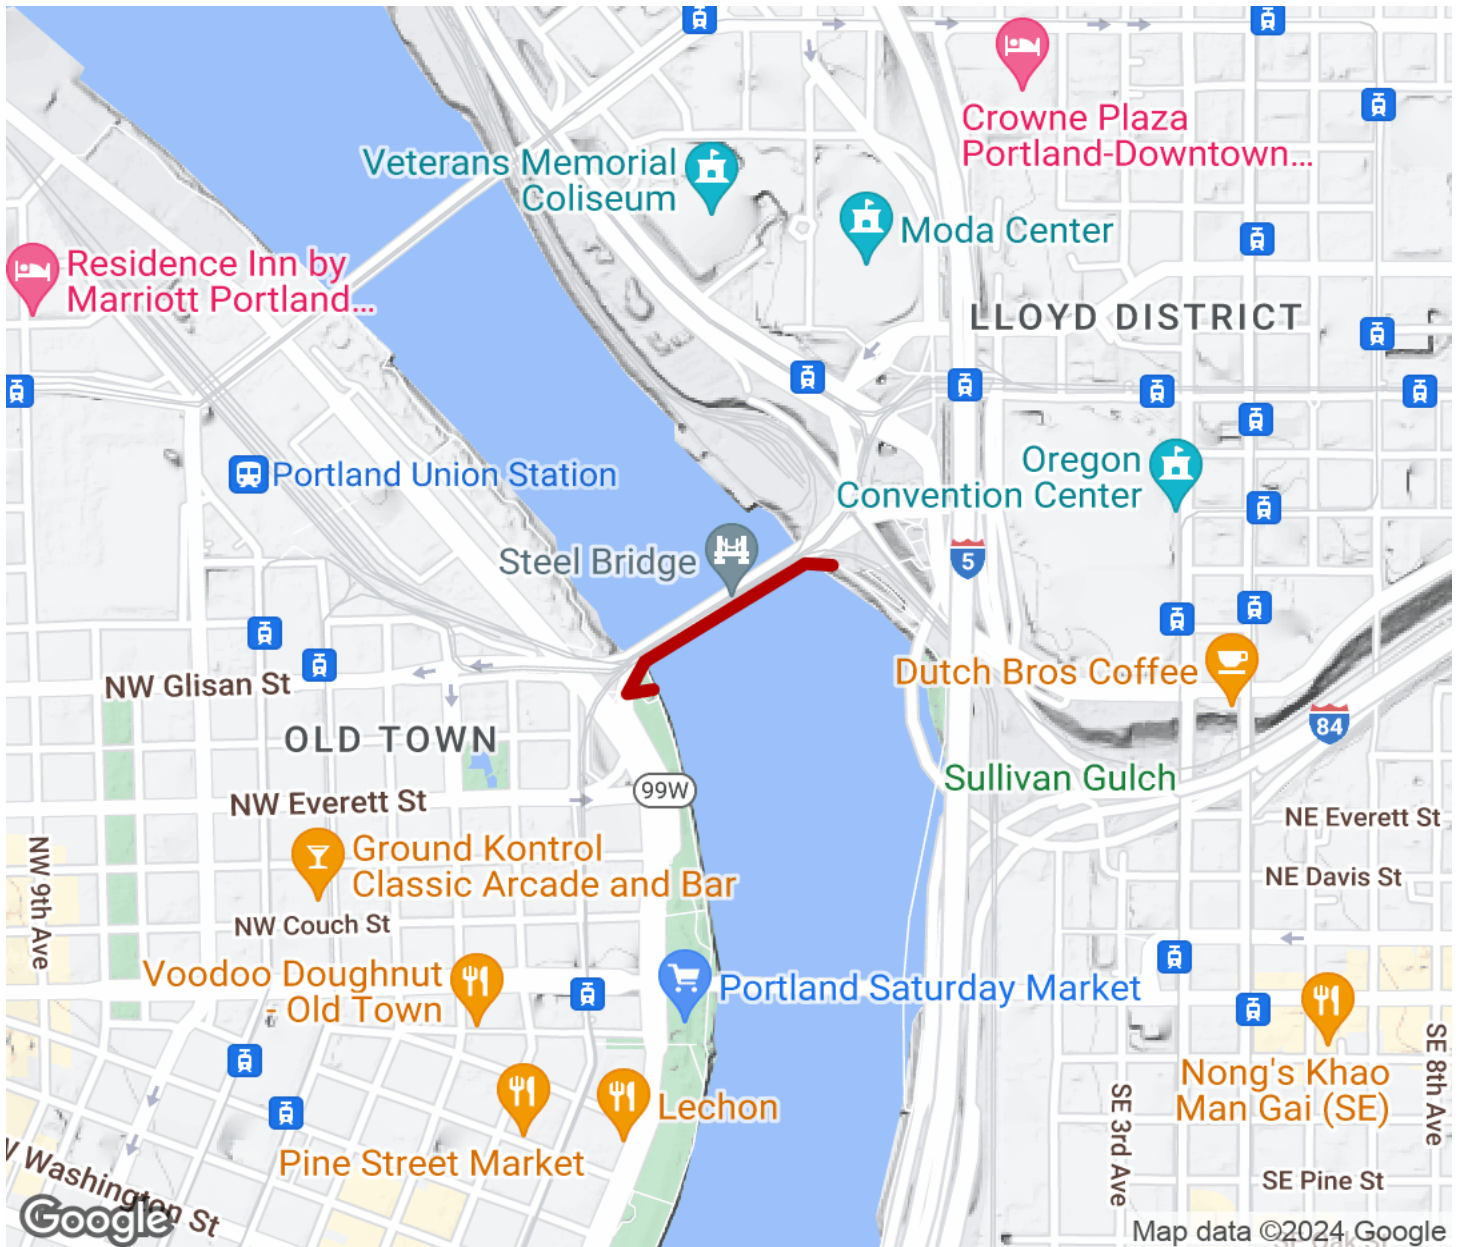 Crowne Plaza
Portland-Downtown...
Veterans Memorial
Coliseum
Moda Center
Residence Inn by
Marriott Portland...
LLOYD DISTRICT
Portland Union Station
Oregon
Convention Center
Steel Bridge
5
Dutch Bros Coffee
NW Glisan St
OLD TOWN
84
Sullivan Gulch
99W
NW Everett St
NE Everett St
NW 9th Ave
Ground Kontrol
Classic Arcade and Bar
NE Davis St
NW Couch St
Voodoo Doughnut
- Old Town
Portland Saturday Market
SE 8th Ave
Nong's Khao
Man Gai (SE)
SE 3rd Ave
Lechon
Pine Street Market
SE Pine St
Washington St
Google
Map data ©2024 Google